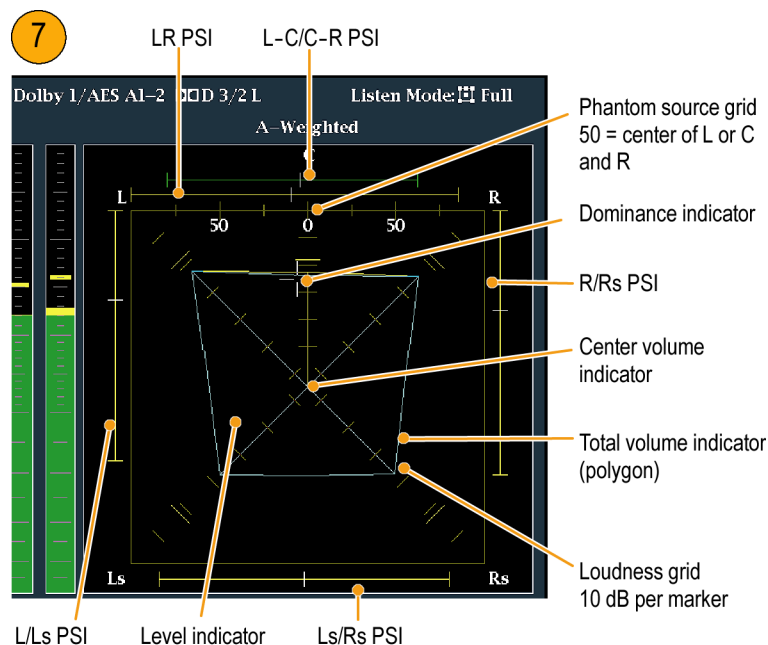 7
LR PSI
L-C/C-R PSI
Dolby 1/AES A1-2 D 3/2 L
Listen Mode: Full
A-Weighted
C
L
R
50
0
50
Ls
Rs
Phantom source grid
50 = center of L or C
and R
Dominance indicator
R/Rs PSI
Center volume
indicator
Total volume indicator
(polygon)
Loudness grid
10 dB per marker
L/Ls PSI
Level indicator
Ls/Rs PSI